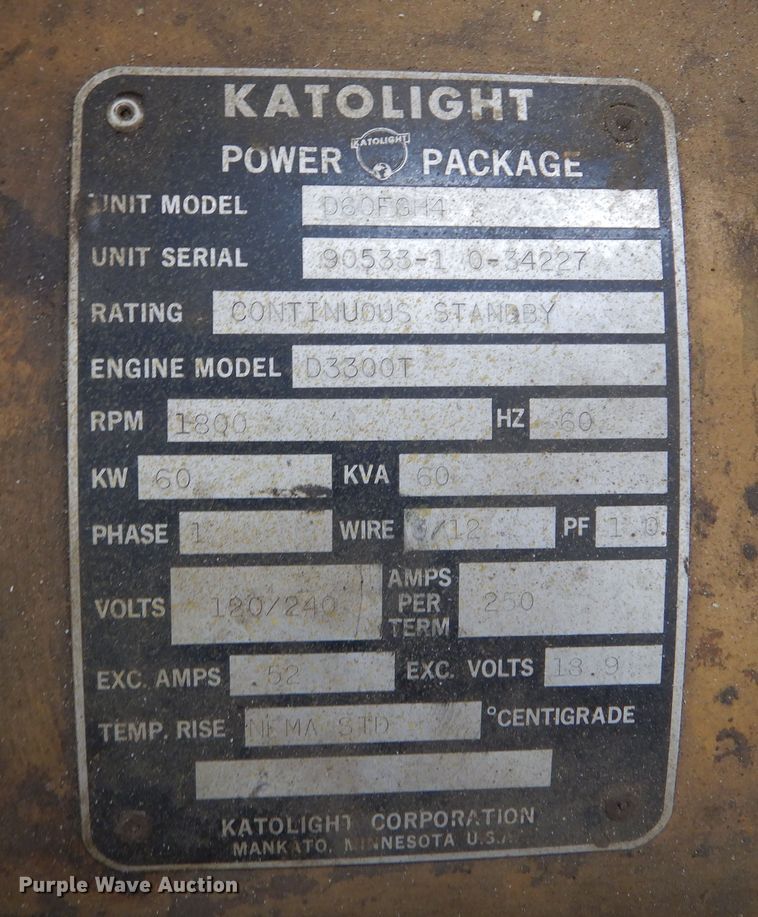 KATOLIGHT
POWER KATOLIGHT PACKAGE
UNIT MODEL D60FGH4
UNIT SERIAL 90533-1 0-34227
RATING CONTINUOUS STANDBY
ENGINE MODEL D3300T
RPM 1800 HZ 60
KW 60 KVA 60
PHASE 1 WIRE /12 PF 1.0
VOLTS 120/240 AMPS PER TERM 250
EXC. AMPS .52 EXC. VOLTS 18.9
TEMP. RISE NEMA STD °CENTIGRADE
KATOLIGHT CORPORATION
MANKATO, MINNESOTA U.S.A.
Purple Wave Auction